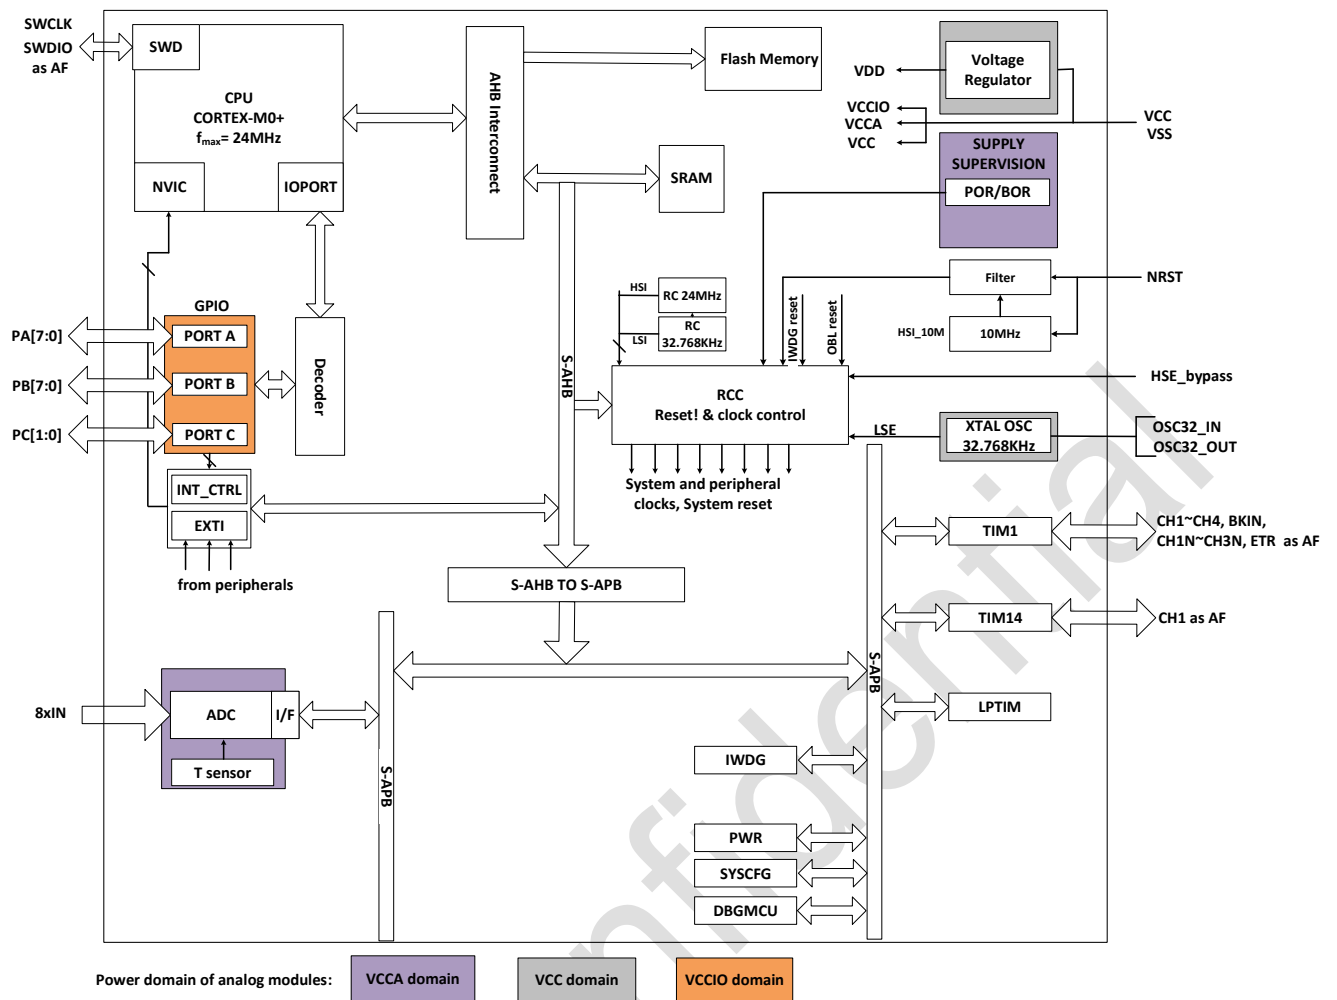 SWCLK
SWDIO
as AF
SWD
CPU
CORTEX-M0+
fmax= 24MHz
NVIC
IOPORT
AHB Interconnect
Flash Memory
SRAM
Voltage
Regulator
VDD
VCCIO
VCCA
VCC
VCC
VSS
SUPPLY
SUPERVISION
POR/BOR
Filter
NRST
HSI_10M
10MHz
HSI
RC 24MHz
LSI
RC
32.768KHz
IWDG reset
OBL reset
GPIO
PA[7:0]
PORT A
PB[7:0]
PORT B
PC[1:0]
PORT C
Decoder
S-AHB
RCC
Reset! & clock control
HSE_bypass
LSE
XTAL OSC
32.768KHz
OSC32_IN
OSC32_OUT
System and peripheral
clocks, System reset
INT_CTRL
EXTI
from peripherals
S-AHB TO S-APB
TIM1
CH1~CH4, BKIN,
CH1N~CH3N, ETR as AF
TIM14
CH1 as AF
S-APB
LPTIM
8xIN
ADC
I/F
T sensor
S-APB
IWDG
PWR
SYSCFG
DBGMCU
Power domain of analog modules:
VCCA domain
VCC domain
VCCIO domain
nfidential